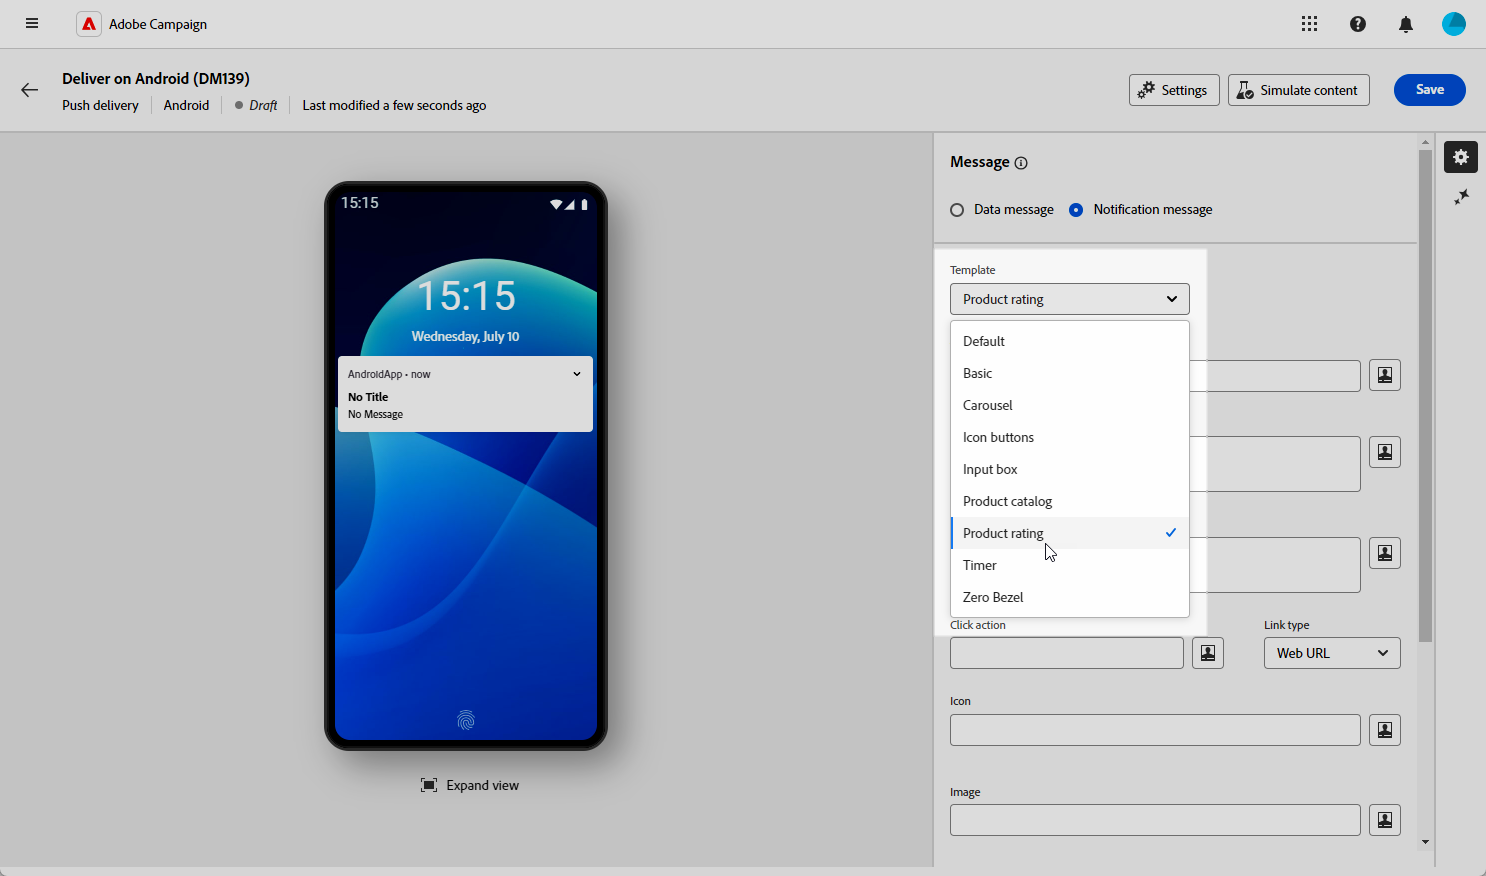 Adobe Campaign
Deliver on Android (DM139)
Push delivery
Android
Draft
Last modified a few seconds ago
Settings
Simulate content
Save
15:15
15:15
Wednesday, July 10
AndroidApp • now
No Title
No Message
Expand view
Message
Data message
Notification message
Template
Product rating
Default
Basic
Carousel
Icon buttons
Input box
Product catalog
Product rating
Timer
Zero Bezel
Click action
Link type
Web URL
Icon
Image